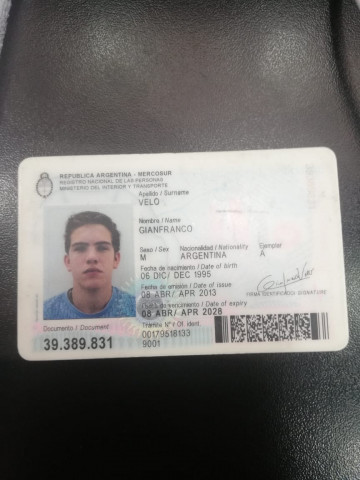 REPUBLICA ARGENTINA - MERCOSUR
REGISTRO NACIONAL DE LAS PERSONAS
MINISTERIO DEL INTERIOR Y TRANSPORTE
Apellido / Surname
VELO
Nombre / Name
GIANFRANCO
Sexo / Sex Nacionalidad / Nationality Ejemplar
M ARGENTINA A
Fecha de nacimiento / Date of birth
06 DIC/ DEC 1995
Fecha de emisión / Date of issue
08 ABR/ APR 2013
FIRMA IDENTIFICADO/ SIGNATURE
Fecha de vencimiento / Date of expiry
08 ABR/ APR 2028
Documento / Document
39.389.831
Trámite N° / Of. ident
00179518133
9001